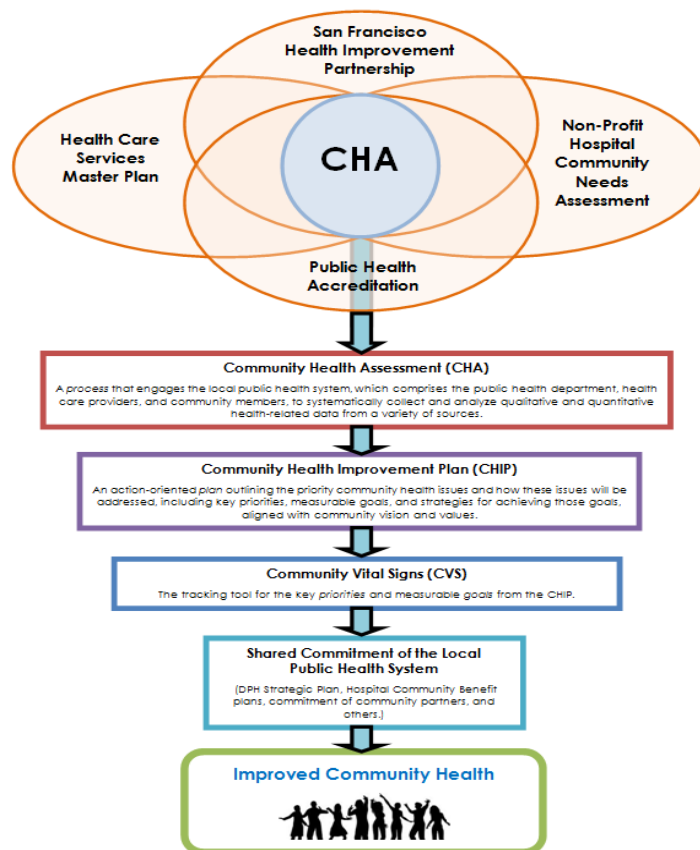 San Francisco
Health Improvement
Partnership
Health Care
Services
Master Plan
CHA
Non-Profit
Hospital
Community
Needs
Assessment
Public Health
Accreditation
Community Health Assessment (CHA)
A process that engages the local public health system, which comprises the public health department, health
care providers, and community members, to systematically collect and analyze qualitative and quantitative
health-related data from a variety of sources.
Community Health Improvement Plan (CHIP)
An action-oriented plan outlining the priority community health issues and how these issues will be
addressed, including key priorities, measurable goals, and strategies for achieving those goals,
aligned with community vision and values.
Community Vital Signs (CVS)
The tracking tool for the key priorities and measurable goals from the CHIP.
Shared Commitment of the Local
Public Health System
(DPH Strategic Plan, Hospital Community Benefit
plans, commitment of community partners, and
others.)
Improved Community Health